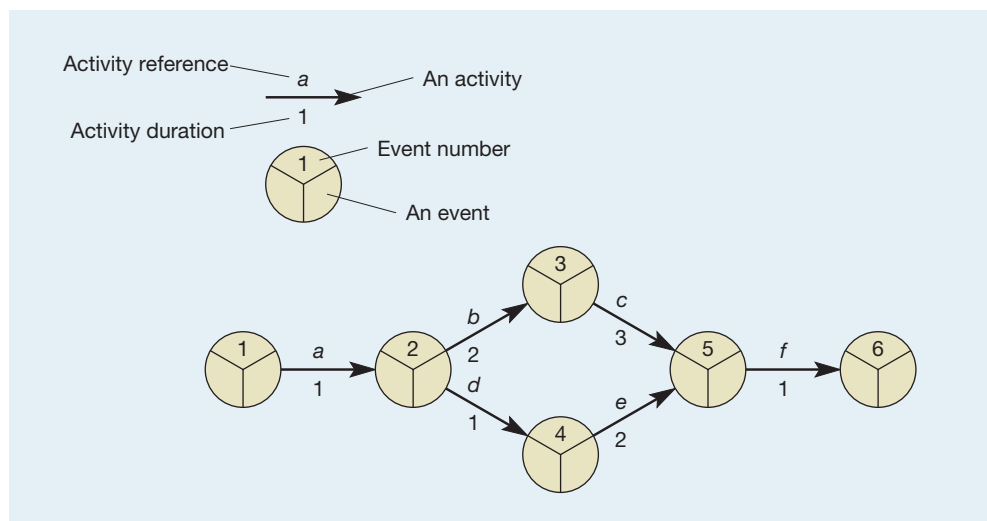 Activity reference
a
An activity
1
Activity duration
1
Event number
An event
3
b
c
2
3
1
a
1
2
5
f
1
6
d
1
e
2
4